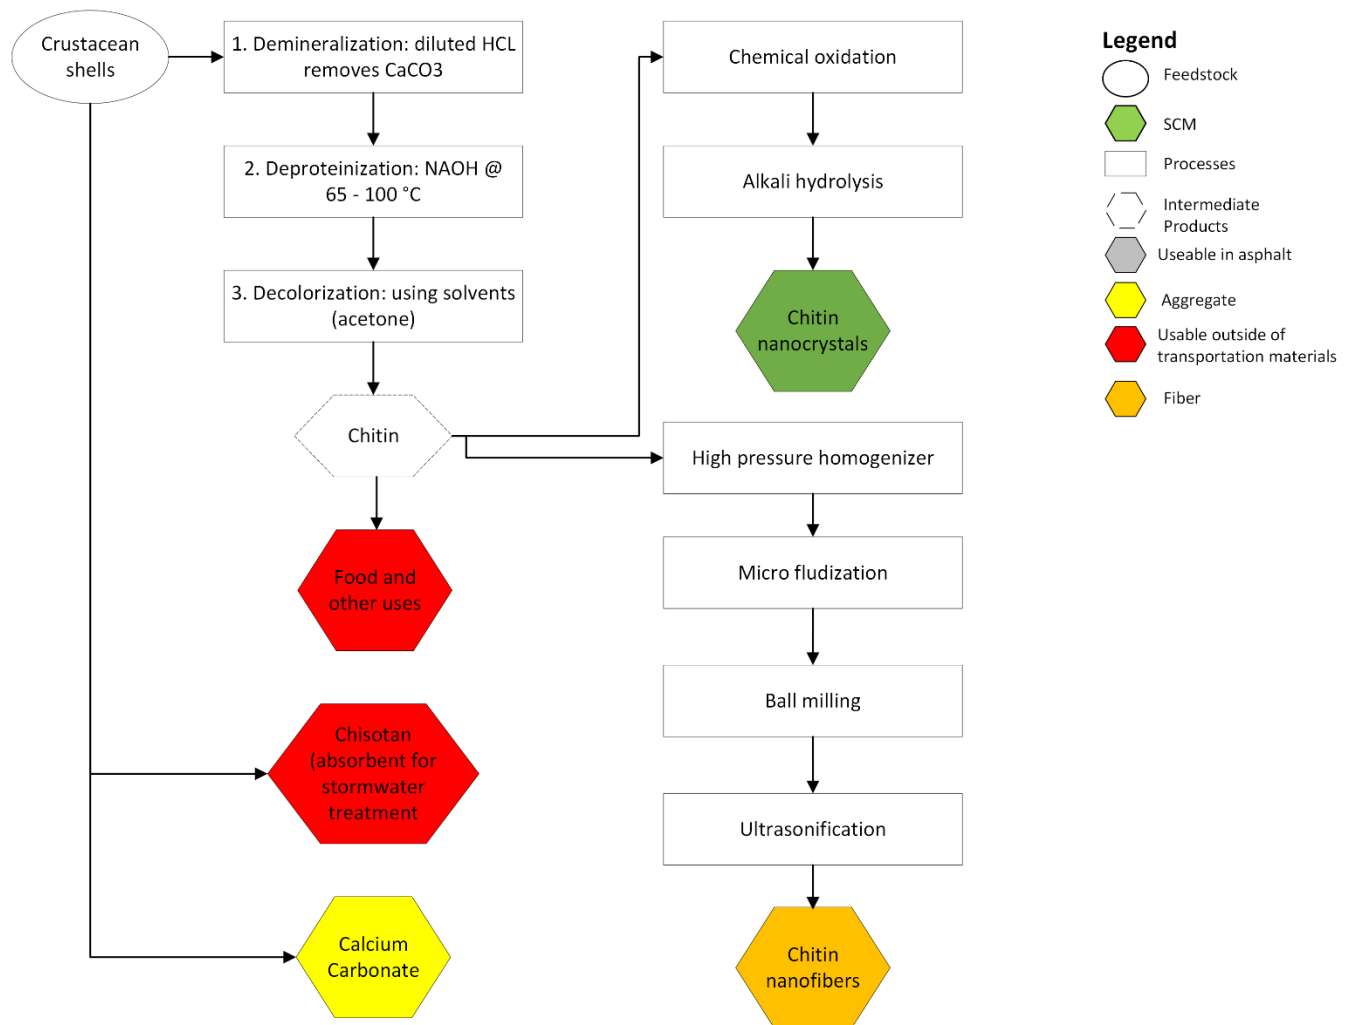 Crustacean
shells
1. Demineralization: diluted HCL
removes CaCO3
2. Deproteinization: NAOH @
65 - 100 °C
3. Decolorization: using solvents
(acetone)
Chitin
Food and
other uses
Chisotan
(absorbent for
stormwater
treatment
Calcium
Carbonate
Chemical oxidation
Alkali hydrolysis
Chitin
nanocrystals
High pressure homogenizer
Micro fludization
Ball milling
Ultrasonification
Chitin
nanofibers
Legend
Feedstock
SCM
Processes
Intermediate
Products
Useable in asphalt
Aggregate
Usable outside of
transportation materials
Fiber